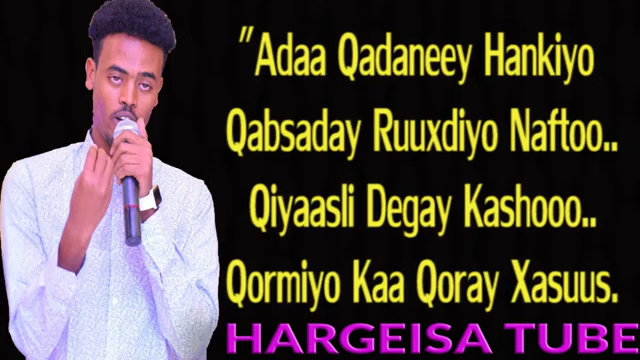 "Adaa Qadaneey Hankiyo
Qabsaday Ruuxdiyo Naftoo..
Qiyaasli Degay Kashooo..
Qormiyo Kaa Qoray Xasuus.
HARGEISA TUBE